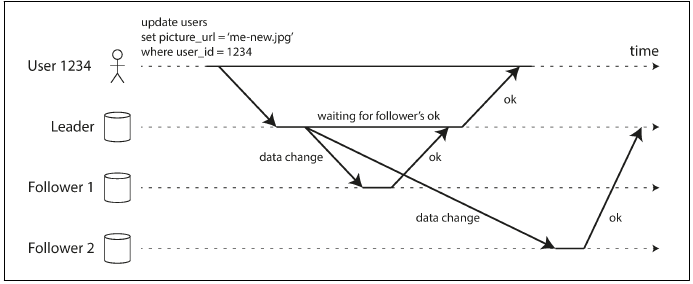 update users
set picture_url = ‘me-new.jpg’
where user_id = 1234
time
User 1234
ok
waiting for follower’s ok
Leader
data change
ok
Follower 1
data change
ok
Follower 2